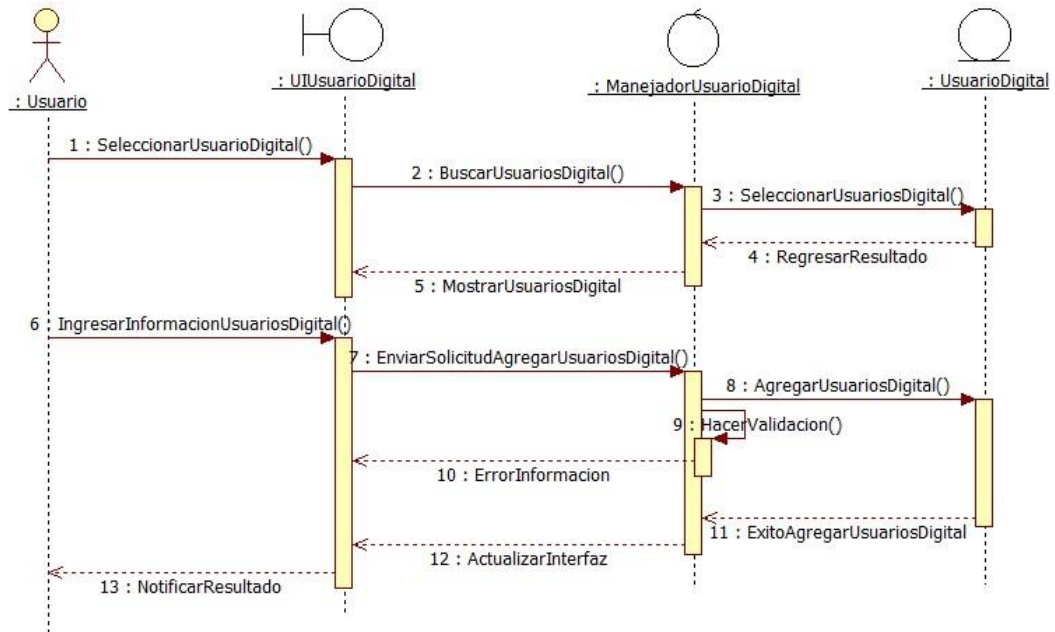 : Usuario
: UIUsuarioDigital
: ManejadorUsuarioDigital
: UsuarioDigital
1 : SeleccionarUsuarioDigital()
2 : BuscarUsuariosDigital()
3 : SeleccionarUsuariosDigital()
4 : RegresarResultado
5 : MostrarUsuariosDigital
6 : IngresarInformacionUsuariosDigital()
7 : EnviarSolicitudAgregarUsuariosDigital()
8 : AgregarUsuariosDigital()
9 : HacerValidacion()
10 : ErrorInformacion
11 : ExitoAgregarUsuariosDigital
12 : ActualizarInterfaz
13 : NotificarResultado